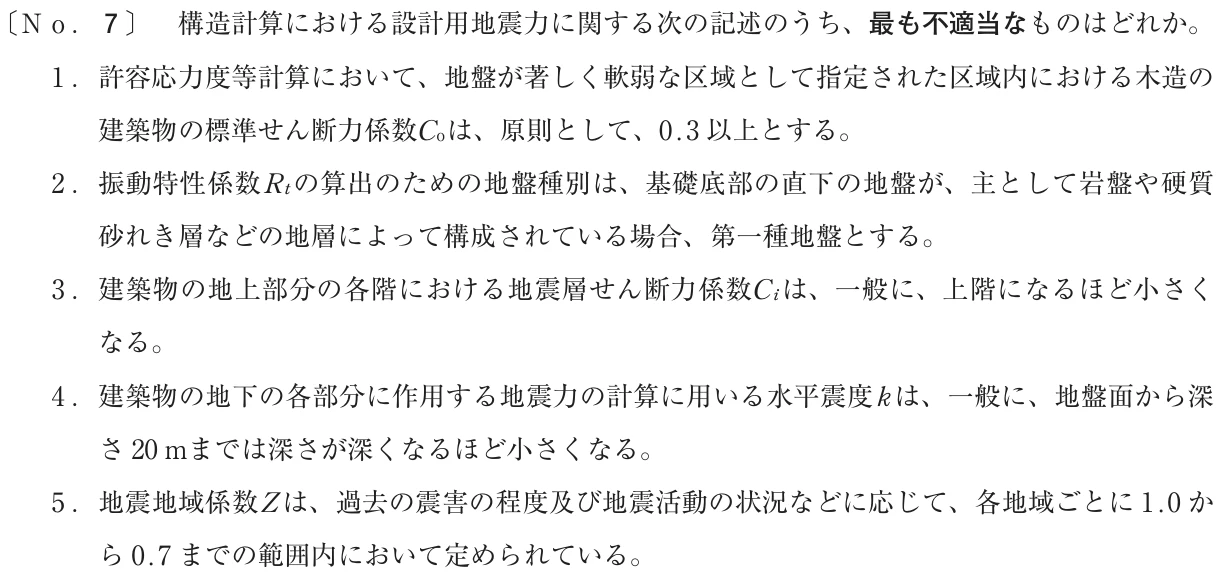 〔No. 7〕 構造計算における設計用地震力に関する次の記述のうち、最も不適当なものはどれか。
1. 許容応力度等計算において、地盤が著しく軟弱な区域として指定された区域内における木造の
建築物の標準せん断力係数Coは、原則として、0.3以上とする。
2. 振動特性係数Rtの算出のための地盤種別は、基礎底部の直下の地盤が、主として岩盤や硬質
砂れき層などの地層によって構成されている場合、第一種地盤とする。
3. 建築物の地上部分の各階における地震層せん断力係数Ciは、一般に、上階になるほど小さく
なる。
4. 建築物の地下の各部分に作用する地震力の計算に用いる水平震度kは、一般に、地盤面から深
さ20mまでは深さが深くなるほど小さくなる。
5. 地震地域係数Zは、過去の震害の程度及び地震活動の状況などに応じて、各地域ごとに1.0か
ら0.7までの範囲内において定められている。